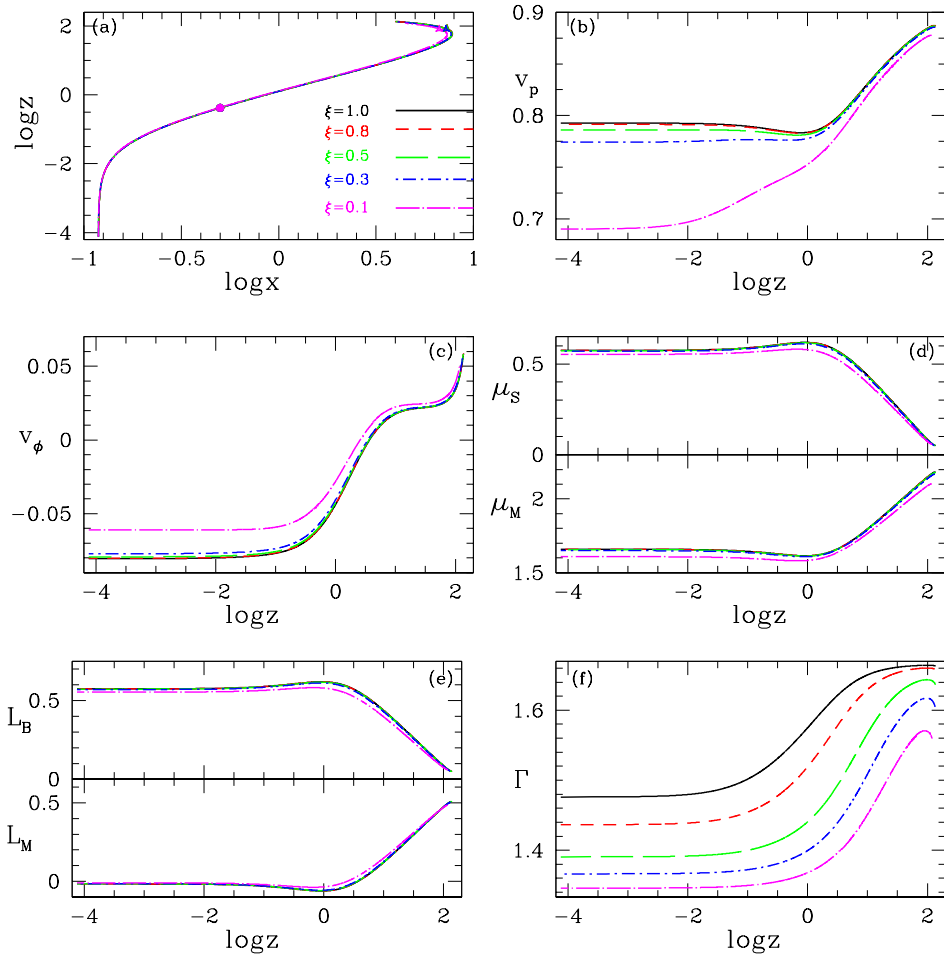 (a)
logz
2
0
−2
−4
ξ=1.0
ξ=0.8
ξ=0.5
ξ=0.3
ξ=0.1
−1 −0.5 0 0.5 1
logx
(b)
v_p
0.9
0.8
0.7
−4 −2 0 2
logz
(c)
v_ϕ
0.05
0
−0.05
−4 −2 0 2
logz
(d)
μ_S
0.5
0
μ_M
2
1.5
−4 −2 0 2
logz
(e)
L_B
0.5
0
L_M
0.5
0
−4 −2 0 2
logz
(f)
Γ
1.6
1.4
−4 −2 0 2
logz